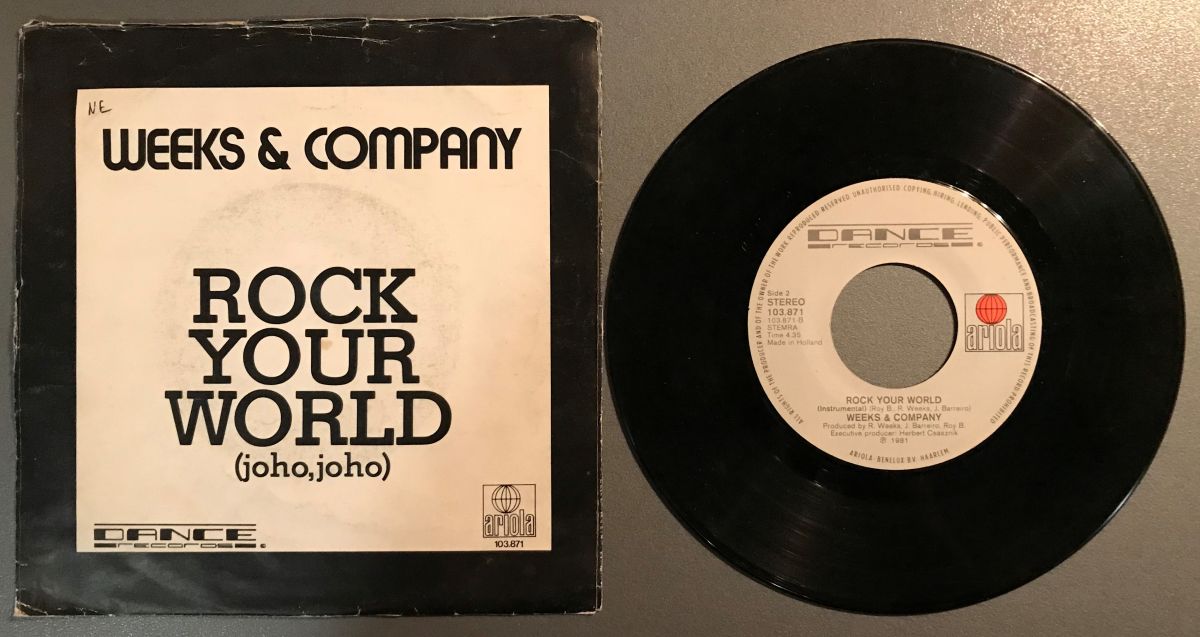 NE
WEEKS & COMPANY
ROCK
YOUR
WORLD
(joho,joho)
DANCE
records
ariola
103.871
ALL RIGHTS OF THE PRODUCER AND OF THE OWNER OF THE WORK REPRODUCED RESERVED UNAUTHORISED COPYING, HIRING, LENDING, PUBLIC PERFORMANCE AND BROADCASTING OF THIS RECORD PROHIBITED
DANCE
records
Side 2
STEREO
103.871
103.871-B
STEMRA
Time 4.35
Made in Holland
ariola
ROCK YOUR WORLD
(Instrumental) (Roy B., R. Weeks, J. Barreiro)
WEEKS & COMPANY
Produced by R. Weeks, J. Barreiro, Roy B.
Executive producer: Herbert Csasznik
℗ 1981
ARIOLA-BENELUX B.V.-HAARLEM